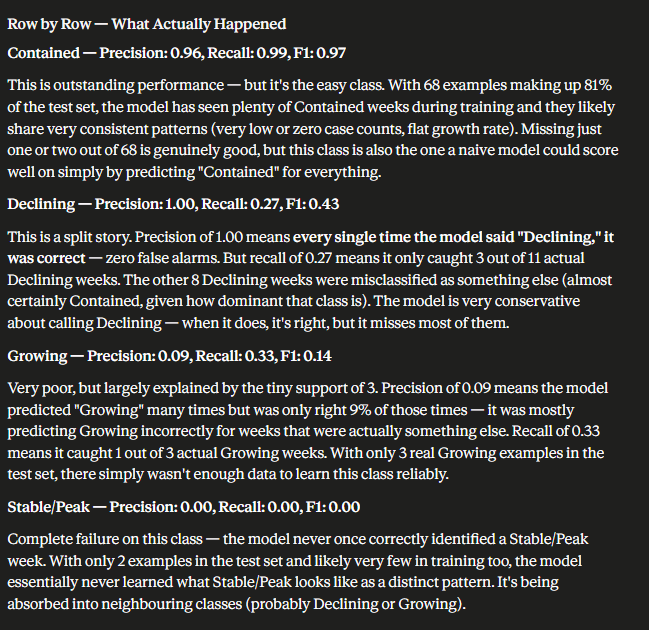 Row by Row — What Actually Happened
Contained — Precision: 0.96, Recall: 0.99, F1: 0.97
This is outstanding performance — but it's the easy class. With 68 examples making up 81%
of the test set, the model has seen plenty of Contained weeks during training and they likely
share very consistent patterns (very low or zero case counts, flat growth rate). Missing just
one or two out of 68 is genuinely good, but this class is also the one a naive model could score
well on simply by predicting "Contained" for everything.
Declining — Precision: 1.00, Recall: 0.27, F1: 0.43
This is a split story. Precision of 1.00 means every single time the model said "Declining," it
was correct — zero false alarms. But recall of 0.27 means it only caught 3 out of 11 actual
Declining weeks. The other 8 Declining weeks were misclassified as something else (almost
certainly Contained, given how dominant that class is). The model is very conservative
about calling Declining — when it does, it's right, but it misses most of them.
Growing — Precision: 0.09, Recall: 0.33, F1: 0.14
Very poor, but largely explained by the tiny support of 3. Precision of 0.09 means the model
predicted "Growing" many times but was only right 9% of those times — it was mostly
predicting Growing incorrectly for weeks that were actually something else. Recall of 0.33
means it caught 1 out of 3 actual Growing weeks. With only 3 real Growing examples in the
test set, there simply wasn't enough data to learn this class reliably.
Stable/Peak — Precision: 0.00, Recall: 0.00, F1: 0.00
Complete failure on this class — the model never once correctly identified a Stable/Peak
week. With only 2 examples in the test set and likely very few in training too, the model
essentially never learned what Stable/Peak looks like as a distinct pattern. It's being
absorbed into neighbouring classes (probably Declining or Growing).